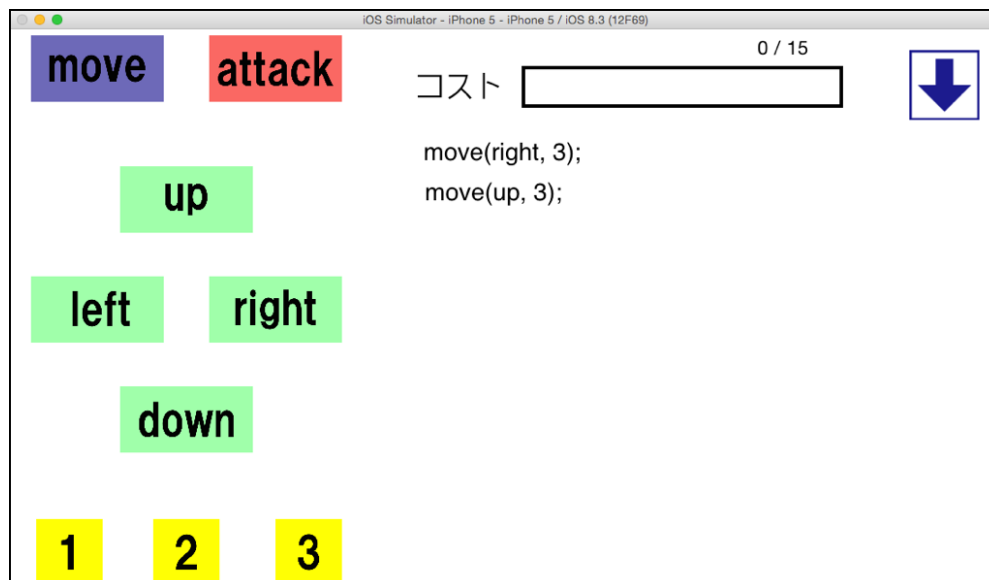 iOS Simulator - iPhone 5 - iPhone 5 / iOS 8.3 (12F69)
move attack
0 / 15
コスト
move(right, 3);
move(up, 3);
up
left right
down
1 2 3